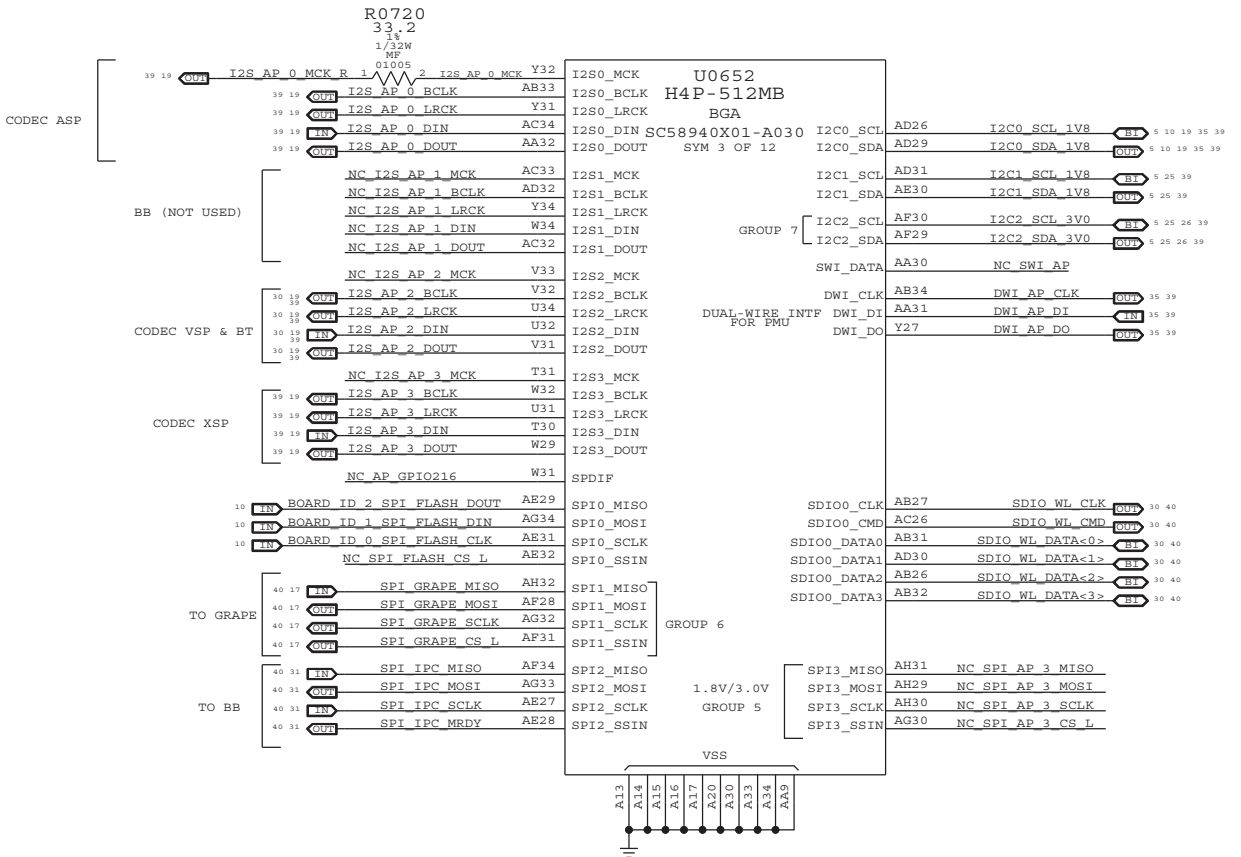 R0720
33.2
1%
1/32W
MF
01005
39 19 OUT I2S_AP_0_MCK_R 1 2 I2S_AP_0_MCK Y32 I2S0_MCK
CODEC ASP
39 19 OUT I2S_AP_0_BCLK AB33 I2S0_BCLK
39 19 OUT I2S_AP_0_LRCK Y31 I2S0_LRCK
39 19 IN I2S_AP_0_DIN AC34 I2S0_DIN
39 19 OUT I2S_AP_0_DOUT AA32 I2S0_DOUT
U0652
H4P-512MB
BGA
SC58940X01-A030
SYM 3 OF 12
BB (NOT USED)
NC_I2S_AP_1_MCK AC33 I2S1_MCK
NC_I2S_AP_1_BCLK AD32 I2S1_BCLK
NC_I2S_AP_1_LRCK Y34 I2S1_LRCK
NC_I2S_AP_1_DIN W34 I2S1_DIN
NC_I2S_AP_1_DOUT AC32 I2S1_DOUT
NC_I2S_AP_2_MCK V33 I2S2_MCK
CODEC VSP & BT
30 19 39 OUT I2S_AP_2_BCLK V32 I2S2_BCLK
30 19 39 OUT I2S_AP_2_LRCK U34 I2S2_LRCK
30 19 39 IN I2S_AP_2_DIN U32 I2S2_DIN
30 19 39 OUT I2S_AP_2_DOUT V31 I2S2_DOUT
NC_I2S_AP_3_MCK T31 I2S3_MCK
CODEC XSP
39 19 OUT I2S_AP_3_BCLK W32 I2S3_BCLK
39 19 OUT I2S_AP_3_LRCK U31 I2S3_LRCK
39 19 IN I2S_AP_3_DIN T30 I2S3_DIN
39 19 OUT I2S_AP_3_DOUT W29 I2S3_DOUT
NC_AP_GPIO216 W31 SPDIF
10 IN BOARD_ID_2_SPI_FLASH_DOUT AE29 SPI0_MISO
10 IN BOARD_ID_1_SPI_FLASH_DIN AG34 SPI0_MOSI
10 IN BOARD_ID_0_SPI_FLASH_CLK AE31 SPI0_SCLK
NC_SPI_FLASH_CS_L AE32 SPI0_SSIN
TO GRAPE
40 17 IN SPI_GRAPE_MISO AH32 SPI1_MISO
40 17 OUT SPI_GRAPE_MOSI AF28 SPI1_MOSI
40 17 OUT SPI_GRAPE_SCLK AG32 SPI1_SCLK
40 17 OUT SPI_GRAPE_CS_L AF31 SPI1_SSIN
GROUP 6
TO BB
40 31 IN SPI_IPC_MISO AF34 SPI2_MISO
40 31 OUT SPI_IPC_MOSI AG33 SPI2_MOSI
40 31 IN SPI_IPC_SCLK AE27 SPI2_SCLK
40 31 OUT SPI_IPC_MRDY AE28 SPI2_SSIN
I2C0_SCL AD26 I2C0_SCL_1V8 BI 5 10 19 35 39
I2C0_SDA AD29 I2C0_SDA_1V8 OUT 5 10 19 35 39
I2C1_SCL AD31 I2C1_SCL_1V8 BI 5 25 39
I2C1_SDA AE30 I2C1_SDA_1V8 OUT 5 25 39
GROUP 7
I2C2_SCL AF30 I2C2_SCL_3V0 BI 5 25 26 39
I2C2_SDA AF29 I2C2_SDA_3V0 OUT 5 25 26 39
SWI_DATA AA30 NC_SWI_AP
DUAL-WIRE INTF
FOR PMU
DWI_CLK AB34 DWI_AP_CLK OUT 35 39
DWI_DI AA31 DWI_AP_DI IN 35 39
DWI_DO Y27 DWI_AP_DO OUT 35 39
SDIO0_CLK AB27 SDIO_WL_CLK OUT 30 40
SDIO0_CMD AC26 SDIO_WL_CMD OUT 30 40
SDIO0_DATA0 AB31 SDIO_WL_DATA<0> BI 30 40
SDIO0_DATA1 AD30 SDIO_WL_DATA<1> BI 30 40
SDIO0_DATA2 AB26 SDIO_WL_DATA<2> BI 30 40
SDIO0_DATA3 AB32 SDIO_WL_DATA<3> BI 30 40
1.8V/3.0V
GROUP 5
SPI3_MISO AH31 NC_SPI_AP_3_MISO
SPI3_MOSI AH29 NC_SPI_AP_3_MOSI
SPI3_SCLK AH30 NC_SPI_AP_3_SCLK
SPI3_SSIN AG30 NC_SPI_AP_3_CS_L
VSS
A13
A14
A15
A16
A17
A20
A30
A33
A34
AA9